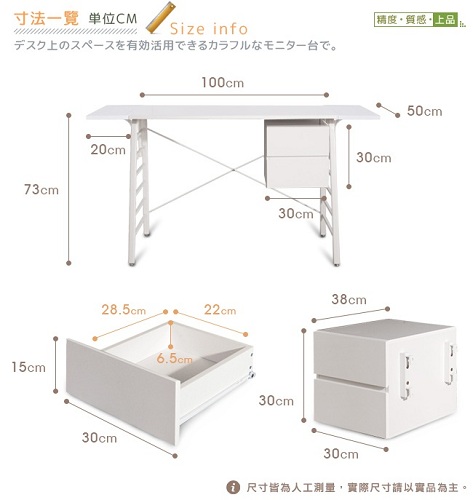 寸法一覽 単位CM Size info
精度・質感・上品
デスク上のスペースを有効活用できるカラフルなモニター台で。
100cm
50cm
20cm
30cm
73cm
30cm
28.5cm
22cm
38cm
6.5cm
15cm
30cm
30cm
30cm
30cm
尺寸皆為人工測量，實際尺寸請以實品為主。